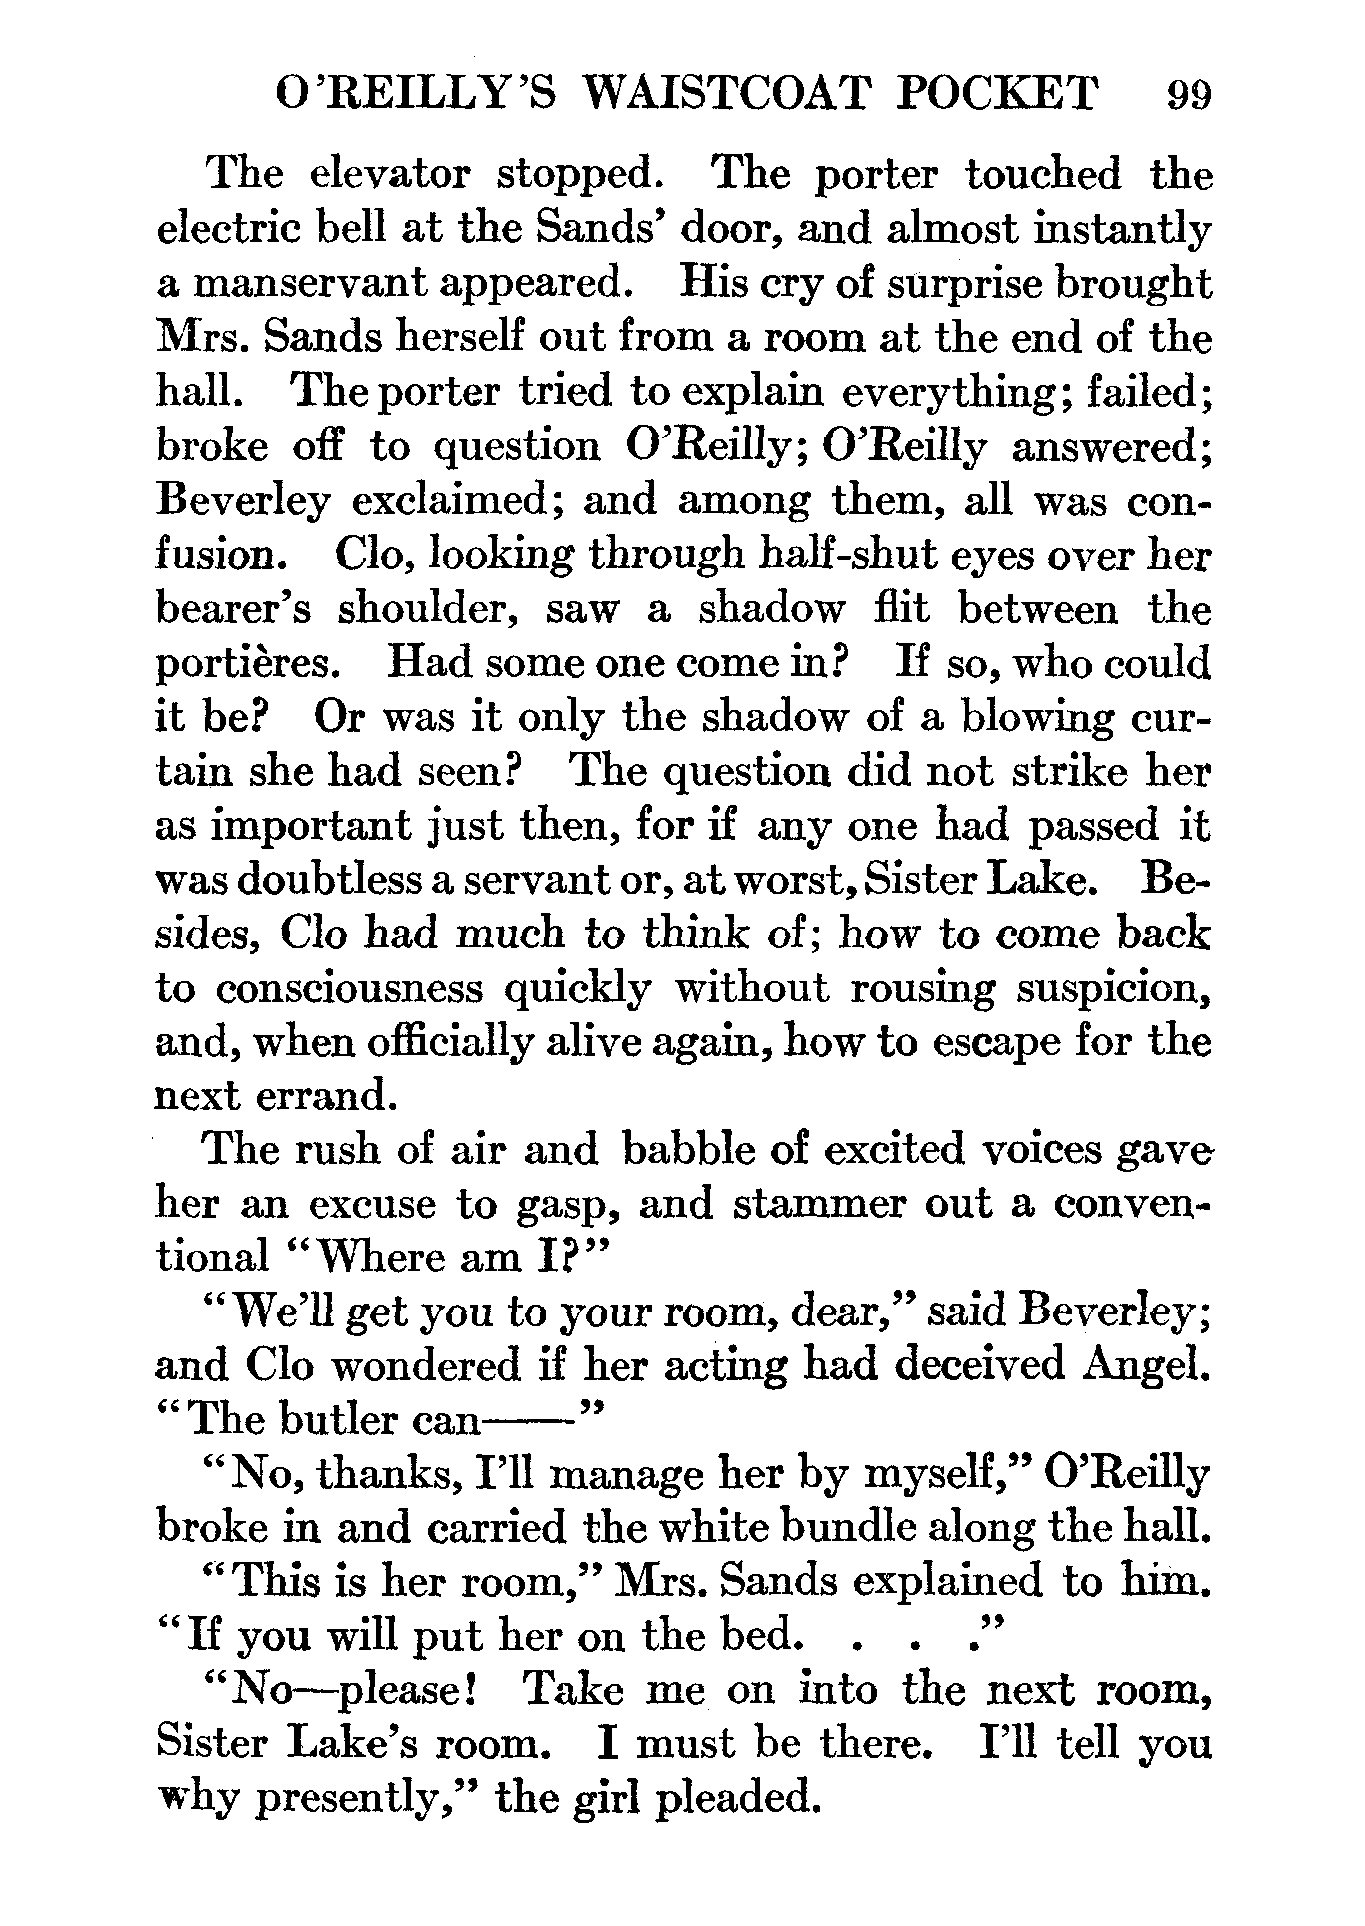 O'REILLY'S WAISTCOAT POCKET 99
The elevator stopped. The porter touched the
electric bell at the Sands' door, and almost instantly
a manservant appeared. His cry of surprise brought
Mrs. Sands herself out from a room at the end of the
hall. The porter tried to explain everything; failed;
broke off to question O'Reilly; O'Reilly answered;
Beverley exclaimed; and among them, all was con-
fusion. Clo, looking through half-shut eyes over her
bearer's shoulder, saw a shadow flit between the
portières. Had some one come in? If so, who could
it be? Or was it only the shadow of a blowing cur-
tain she had seen? The question did not strike her
as important just then, for if any one had passed it
was doubtless a servant or, at worst, Sister Lake. Be-
sides, Clo had much to think of; how to come back
to consciousness quickly without rousing suspicion,
and, when officially alive again, how to escape for the
next errand.
The rush of air and babble of excited voices gave
her an excuse to gasp, and stammer out a conven-
tional "Where am I?"
"We'll get you to your room, dear," said Beverley;
and Clo wondered if her acting had deceived Angel.
"The butler can——"
"No, thanks, I'll manage her by myself," O'Reilly
broke in and carried the white bundle along the hall.
"This is her room," Mrs. Sands explained to him.
"If you will put her on the bed. . . ."
"No—please! Take me on into the next room,
Sister Lake's room. I must be there. I'll tell you
why presently," the girl pleaded.